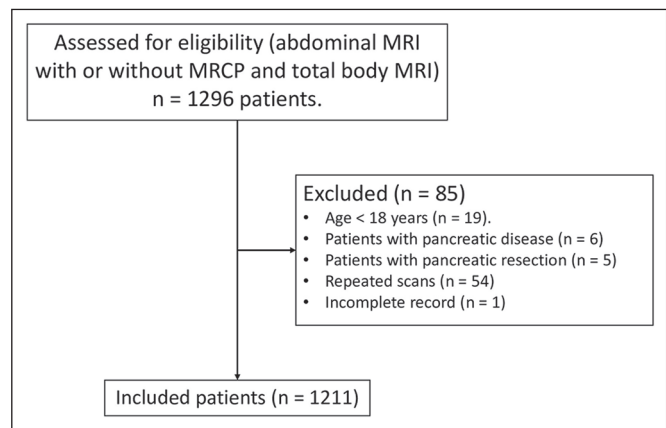 Assessed for eligibility (abdominal MRI
with or without MRCP and total body MRI)
n = 1296 patients.
Excluded (n = 85)
• Age < 18 years (n = 19).
• Patients with pancreatic disease (n = 6)
• Patients with pancreatic resection (n = 5)
• Repeated scans (n = 54)
• Incomplete record (n = 1)
Included patients (n = 1211)